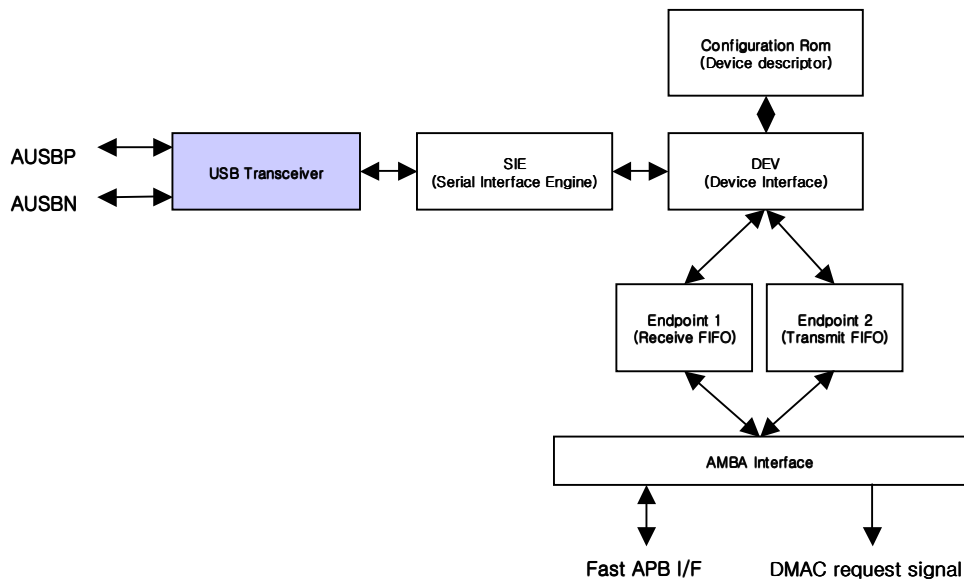 Configuration Rom
(Device descriptor)
AUSBP
AUSBN
USB Transceiver
SIE
(Serial Interface Engine)
DEV
(Device Interface)
Endpoint 1
(Receive FIFO)
Endpoint 2
(Transmit FIFO)
AMBA Interface
Fast APB I/F
DMAC request signal